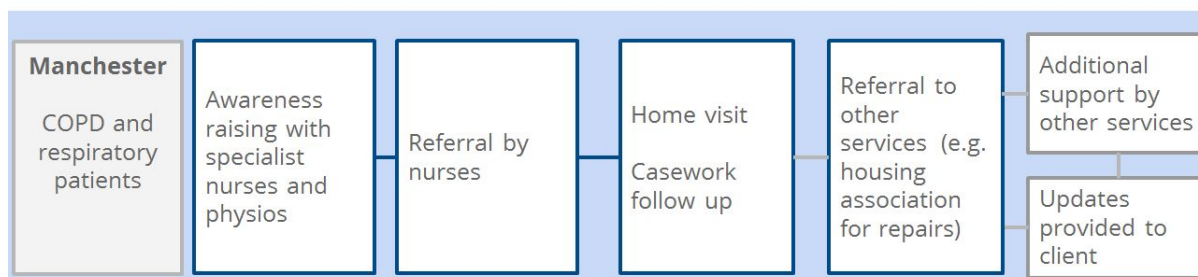 Manchester
COPD and
respiratory
patients
Awareness
raising with
specialist
nurses and
physios
Referral by
nurses
Home visit
Casework
follow up
Referral to
other
services (e.g.
housing
association
for repairs)
Additional
support by
other services
Updates
provided to
client